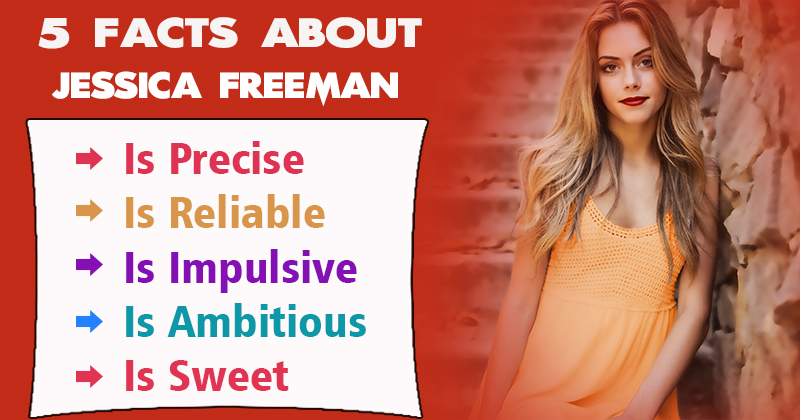 5 FACTS ABOUT
JESSICA FREEMAN
Is Precise
Is Reliable
Is Impulsive
Is Ambitious
Is Sweet